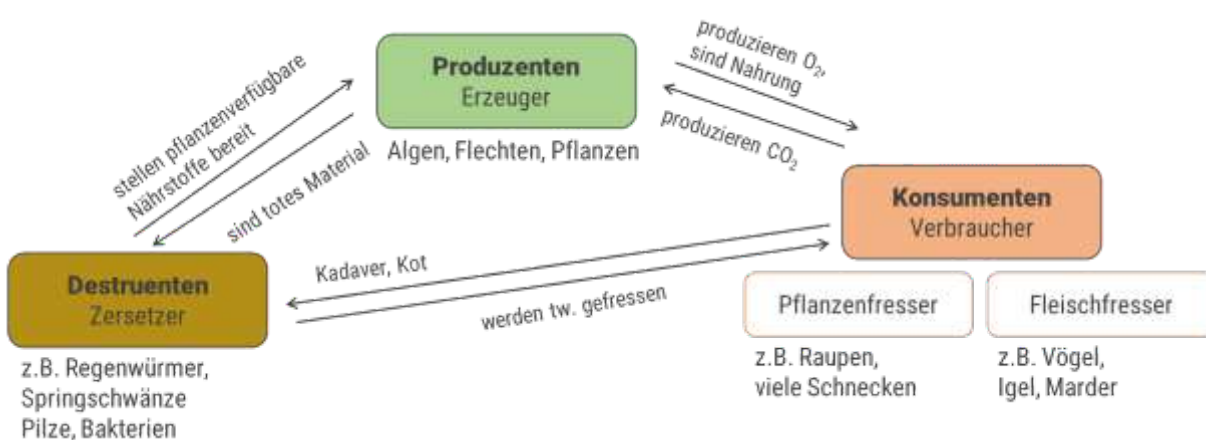 Produzenten
Erzeuger
Algen, Flechten, Pflanzen
produzieren O₂,
sind Nahrung
produzieren CO₂
stellen pflanzenverfügbare
Nährstoffe bereit
sind totes Material
Konsumenten
Verbraucher
Kadaver, Kot
werden tw. gefressen
Destruenten
Zersetzer
z.B. Regenwürmer,
Springschwänze
Pilze, Bakterien
Pflanzenfresser
z.B. Raupen,
viele Schnecken
Fleischfresser
z.B. Vögel,
Igel, Marder